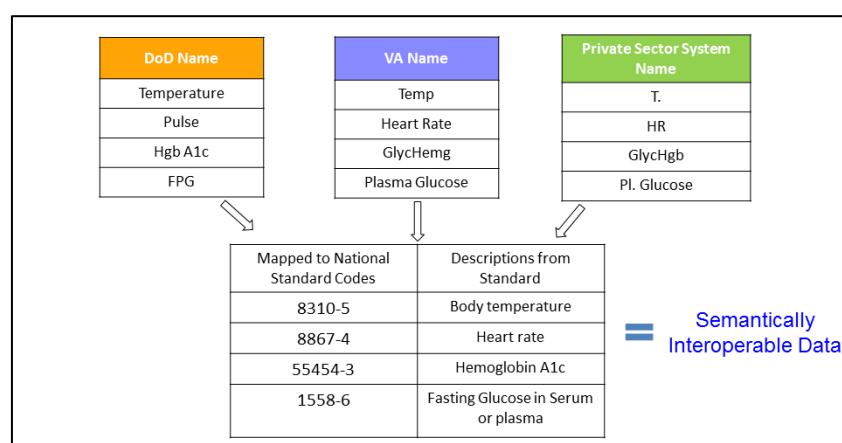 DoD Name
Temperature
Pulse
Hgb A1c
FPG
VA Name
Temp
Heart Rate
GlycHemg
Plasma Glucose
Private Sector System
Name
T.
HR
GlycHgb
Pl. Glucose
Mapped to National
Standard Codes
Descriptions from
Standard
8310-5
Body temperature
8867-4
Heart rate
55454-3
Hemoglobin A1c
1558-6
Fasting Glucose in Serum
or plasma
=
Semantically
Interoperable Data